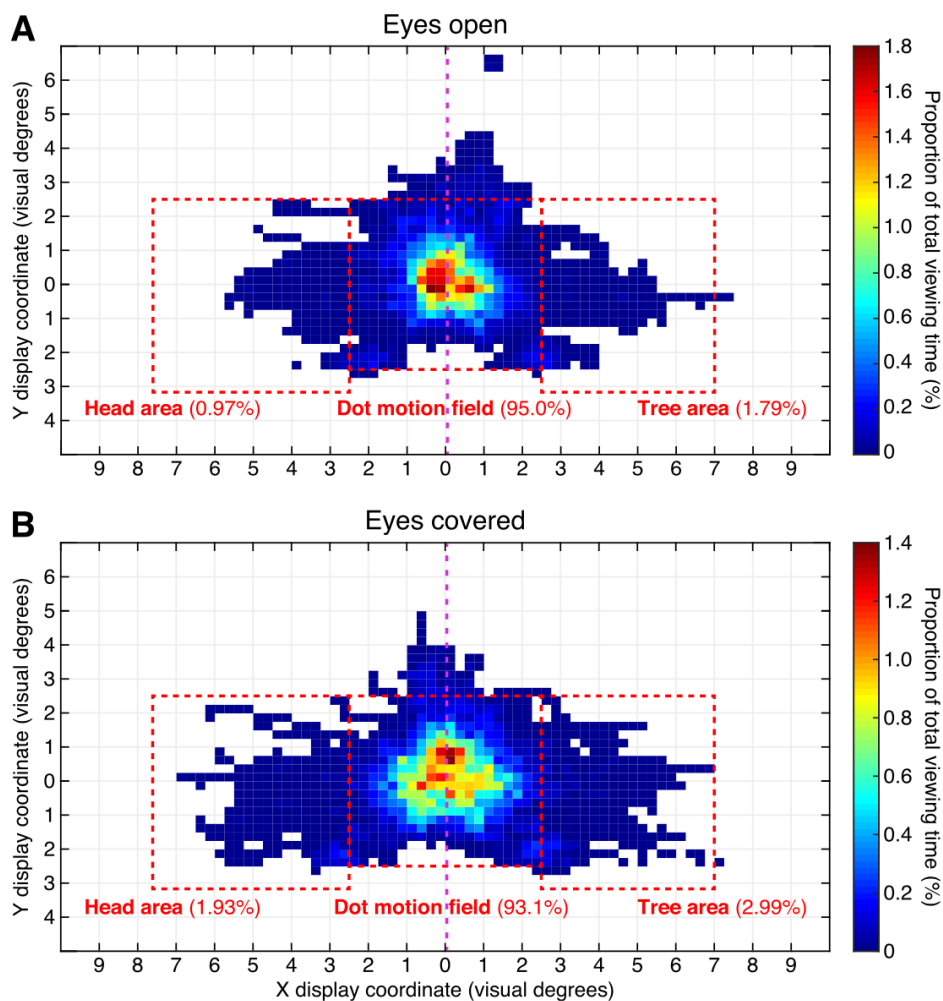 A
Eyes open
Y display coordinate (visual degrees)
6
5
4
3
2
1
0
1
2
3
4
Head area (0.97%)
Dot motion field (95.0%)
Tree area (1.79%)
9 8 7 6 5 4 3 2 1 0 1 2 3 4 5 6 7 8 9
1.8
1.6
1.4
1.2
1.0
0.8
0.6
0.4
0.2
0
Proportion of total viewing time (%)
B
Eyes covered
Y display coordinate (visual degrees)
6
5
4
3
2
1
0
1
2
3
4
Head area (1.93%)
Dot motion field (93.1%)
Tree area (2.99%)
9 8 7 6 5 4 3 2 1 0 1 2 3 4 5 6 7 8 9
X display coordinate (visual degrees)
1.4
1.2
1.0
0.8
0.6
0.4
0.2
0
Proportion of total viewing time (%)